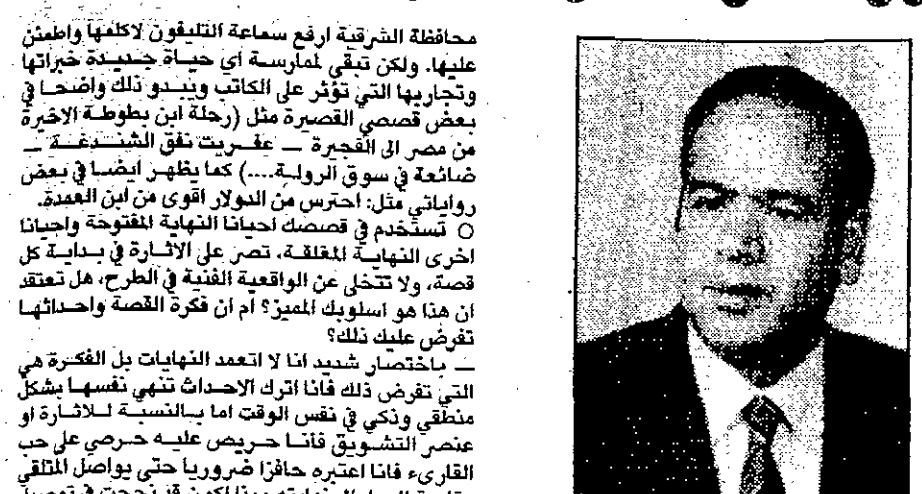 محافظة الشرقية ارفع سماعة التليفون لاكلمها واطمئن
عليها. ولكن تبقي لممارسة اي حياة جديدة خبراتها
وتجاربها التي تؤثر على الكاتب ويبدو ذلك واضحا في
بعض قصصي القصيرة مثل (رحلة ابن بطوطة الاخيرة
من مصر الى الفجيرة — عفريت نفق الشندغة —
ضائعة في سوق الرولة....) كما يظهر ايضا في بعض
رواياتي مثل: احترس من الدولار اقوى من ابن العمدة.
○ تستخدم في قصصك احيانا النهاية المفتوحة واحيانا
اخرى النهاية المغلقة، تصر على الاثارة في بداية كل
قصة، ولا تتخلى عن الواقعية الفنية في الطرح، هل تعتقد
ان هذا هو اسلوبك المميز؟ ام ان فكرة القصة واحداثها
تفرض عليك ذلك؟
— باختصار شديد انا لا اتعمد النهايات بل الفكرة هي
التي تفرض ذلك فانا اترك الاحداث تنهي نفسها بشكل
منطقي وذكي في نفس الوقت اما بالنسبة للاثارة او
عنصر التشويق فأنا حريص عليه حرصي على حب
القارىء فانا اعتبره حافزا ضروريا حتى يواصل المتلقي